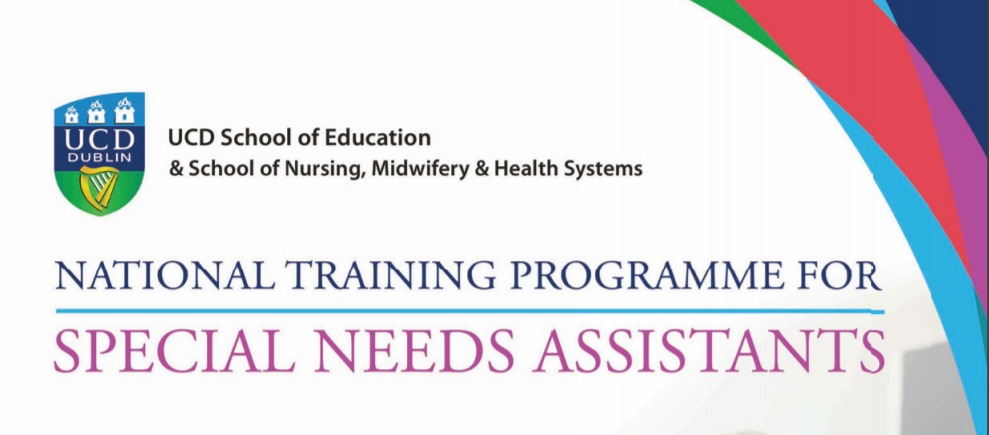 UCD
DUBLIN
UCD School of Education
& School of Nursing, Midwifery & Health Systems
NATIONAL TRAINING PROGRAMME FOR
SPECIAL NEEDS ASSISTANTS